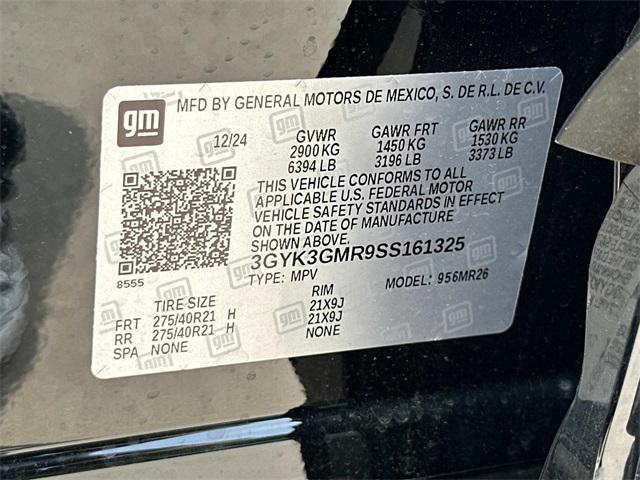 gm MFD BY GENERAL MOTORS DE MEXICO, S. DE R.L. DE C.V.
12/24 GVWR GAWR FRT GAWR RR
2900 KG 1450 KG 1530 KG
6394 LB 3196 LB 3373 LB
THIS VEHICLE CONFORMS TO ALL
APPLICABLE U.S. FEDERAL MOTOR
VEHICLE SAFETY STANDARDS IN EFFECT
ON THE DATE OF MANUFACTURE
SHOWN ABOVE.
3GYK3GMR9SS161325
8555 TYPE: MPV MODEL: 956MR26
TIRE SIZE RIM
FRT 275/40R21 H 21X9J
RR 275/40R21 H 21X9J
SPA NONE NONE